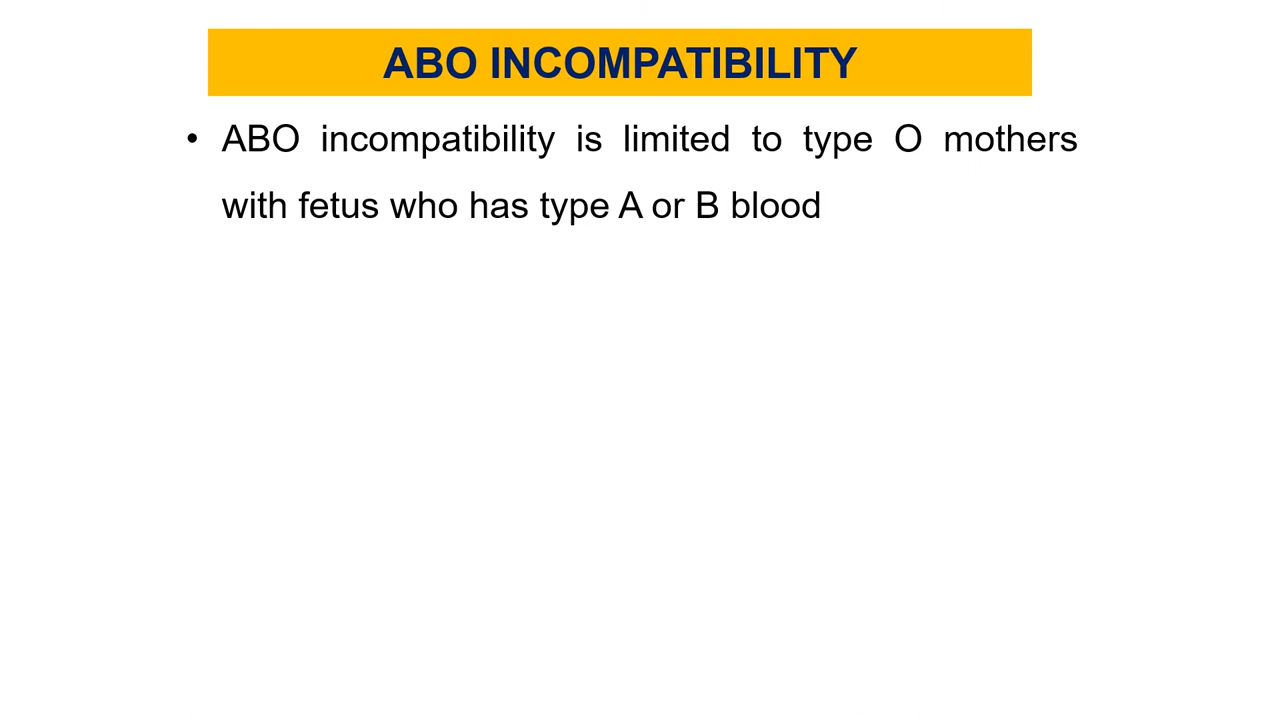 ABO INCOMPATIBILITY
• ABO incompatibility is limited to type O mothers
with fetus who has type A or B blood